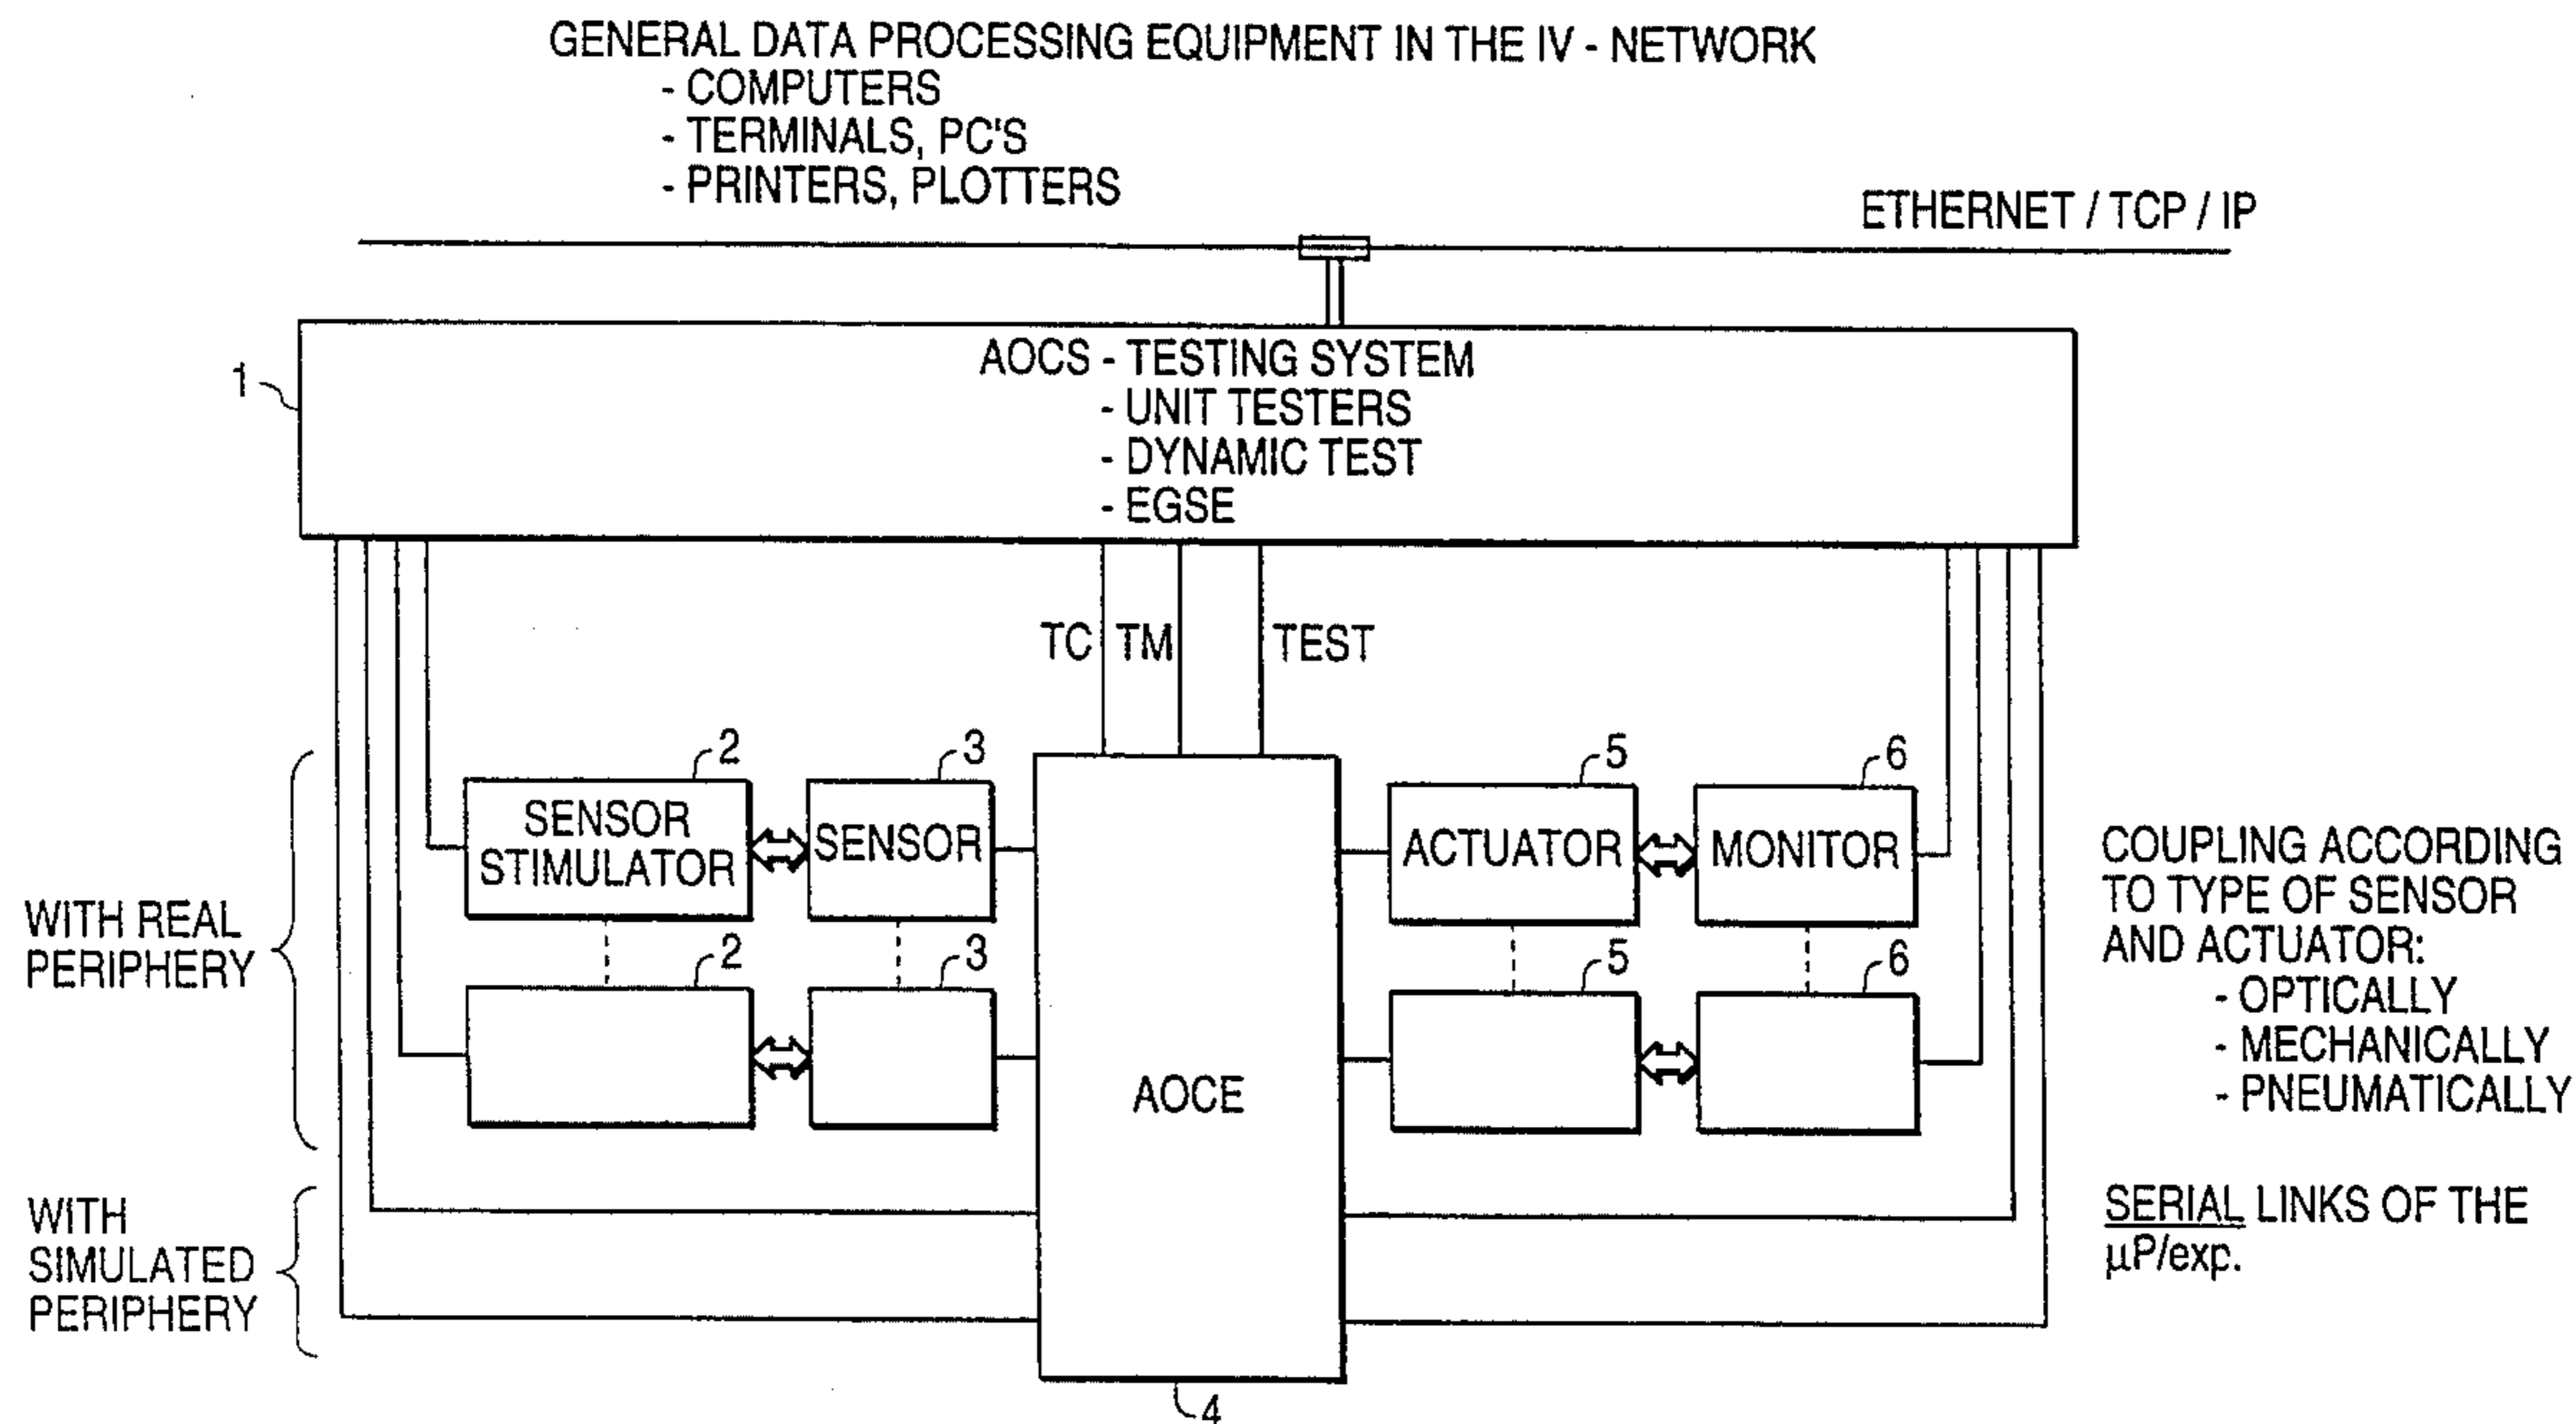 GENERAL DATA PROCESSING EQUIPMENT IN THE IV - NETWORK
- COMPUTERS
- TERMINALS, PC'S
- PRINTERS, PLOTTERS
ETHERNET / TCP / IP
1
AOCS - TESTING SYSTEM
- UNIT TESTERS
- DYNAMIC TEST
- EGSE
TC
TM
TEST
WITH REAL
PERIPHERY
2
SENSOR
STIMULATOR
3
SENSOR
5
ACTUATOR
6
MONITOR
2
3
5
6
AOCE
4
COUPLING ACCORDING
TO TYPE OF SENSOR
AND ACTUATOR:
- OPTICALLY
- MECHANICALLY
- PNEUMATICALLY
WITH
SIMULATED
PERIPHERY
SERIAL LINKS OF THE
µP/exp.